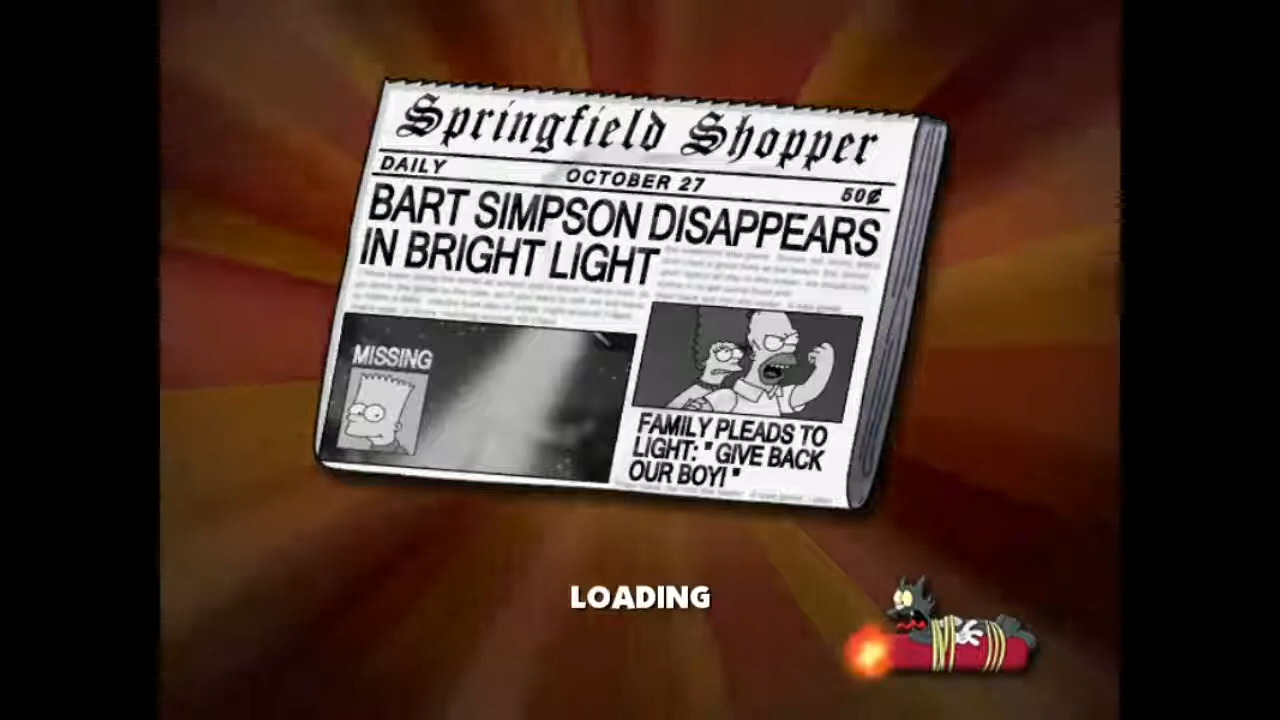 Springfield Shopper
DAILY OCTOBER 27 50¢
BART SIMPSON DISAPPEARS
IN BRIGHT LIGHT
MISSING
FAMILY PLEADS TO
LIGHT: "GIVE BACK
OUR BOY! "
LOADING